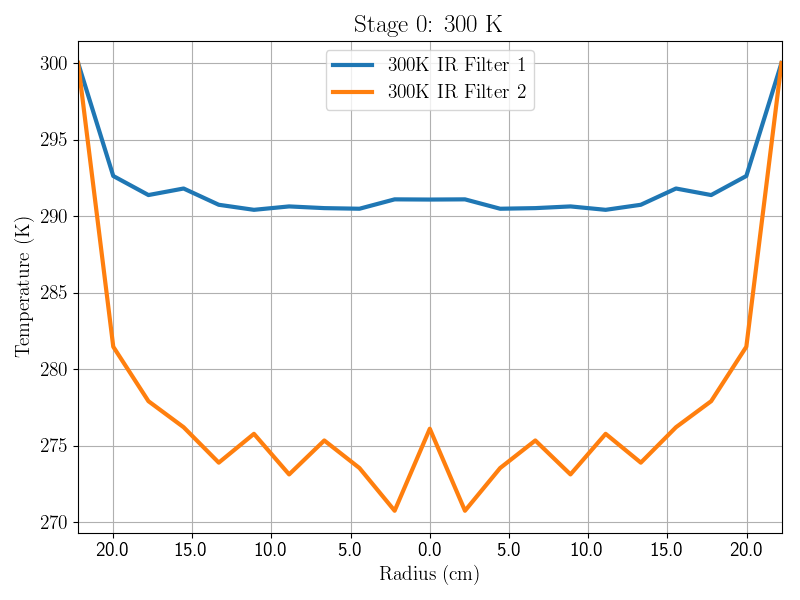 Stage 0: 300 K
300K IR Filter 1
300K IR Filter 2
Temperature (K)
300
295
290
285
280
275
270
20.0 15.0 10.0 5.0 0.0 5.0 10.0 15.0 20.0
Radius (cm)